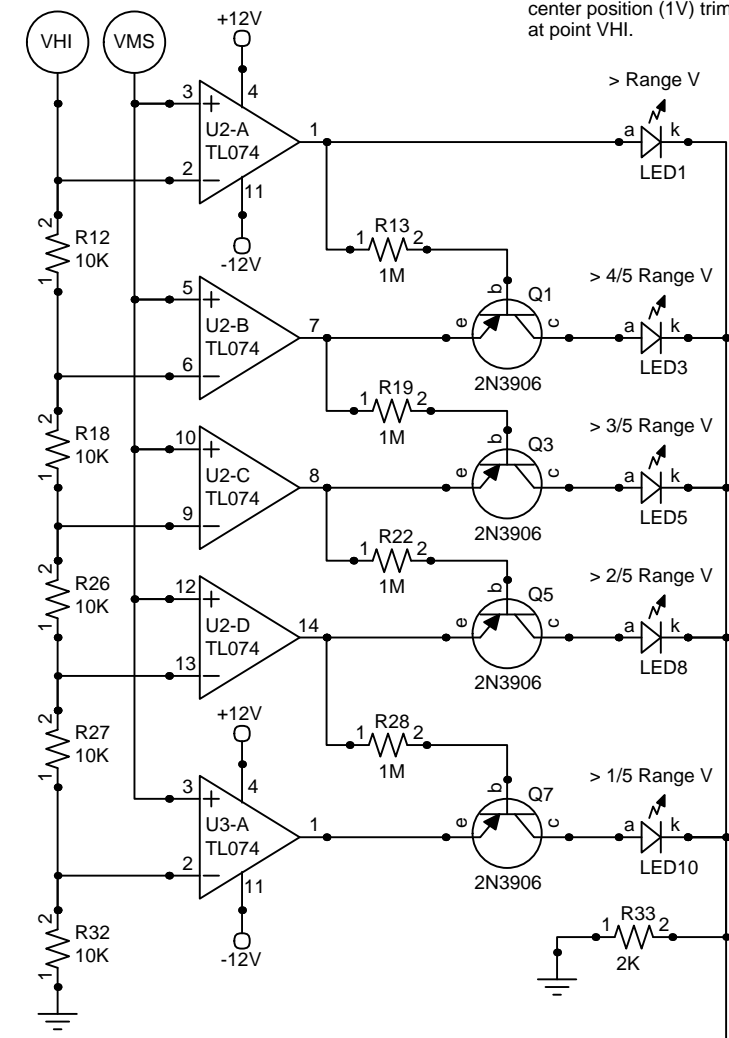 center position (1V) trim
at point VHI.
VHI
VMS
+12V
> Range V
3
+
4
U2-A
TL074
1
a
k
LED1
2
−
11
-12V
2
R12
10K
1
1
R13
2
1M
> 4/5 Range V
5
+
U2-B
TL074
7
b
Q1
e
c
2N3906
a
k
LED3
6
−
2
R18
10K
1
1
R19
2
1M
> 3/5 Range V
10
+
U2-C
TL074
8
b
Q3
e
c
2N3906
a
k
LED5
9
−
2
R26
10K
1
1
R22
2
1M
> 2/5 Range V
12
+
U2-D
TL074
14
b
Q5
e
c
2N3906
a
k
LED8
13
−
2
R27
10K
1
+12V
1
R28
2
1M
> 1/5 Range V
3
+
4
U3-A
TL074
1
b
Q7
e
c
2N3906
a
k
LED10
2
−
11
-12V
2
R32
10K
1
1
R33
2
2K